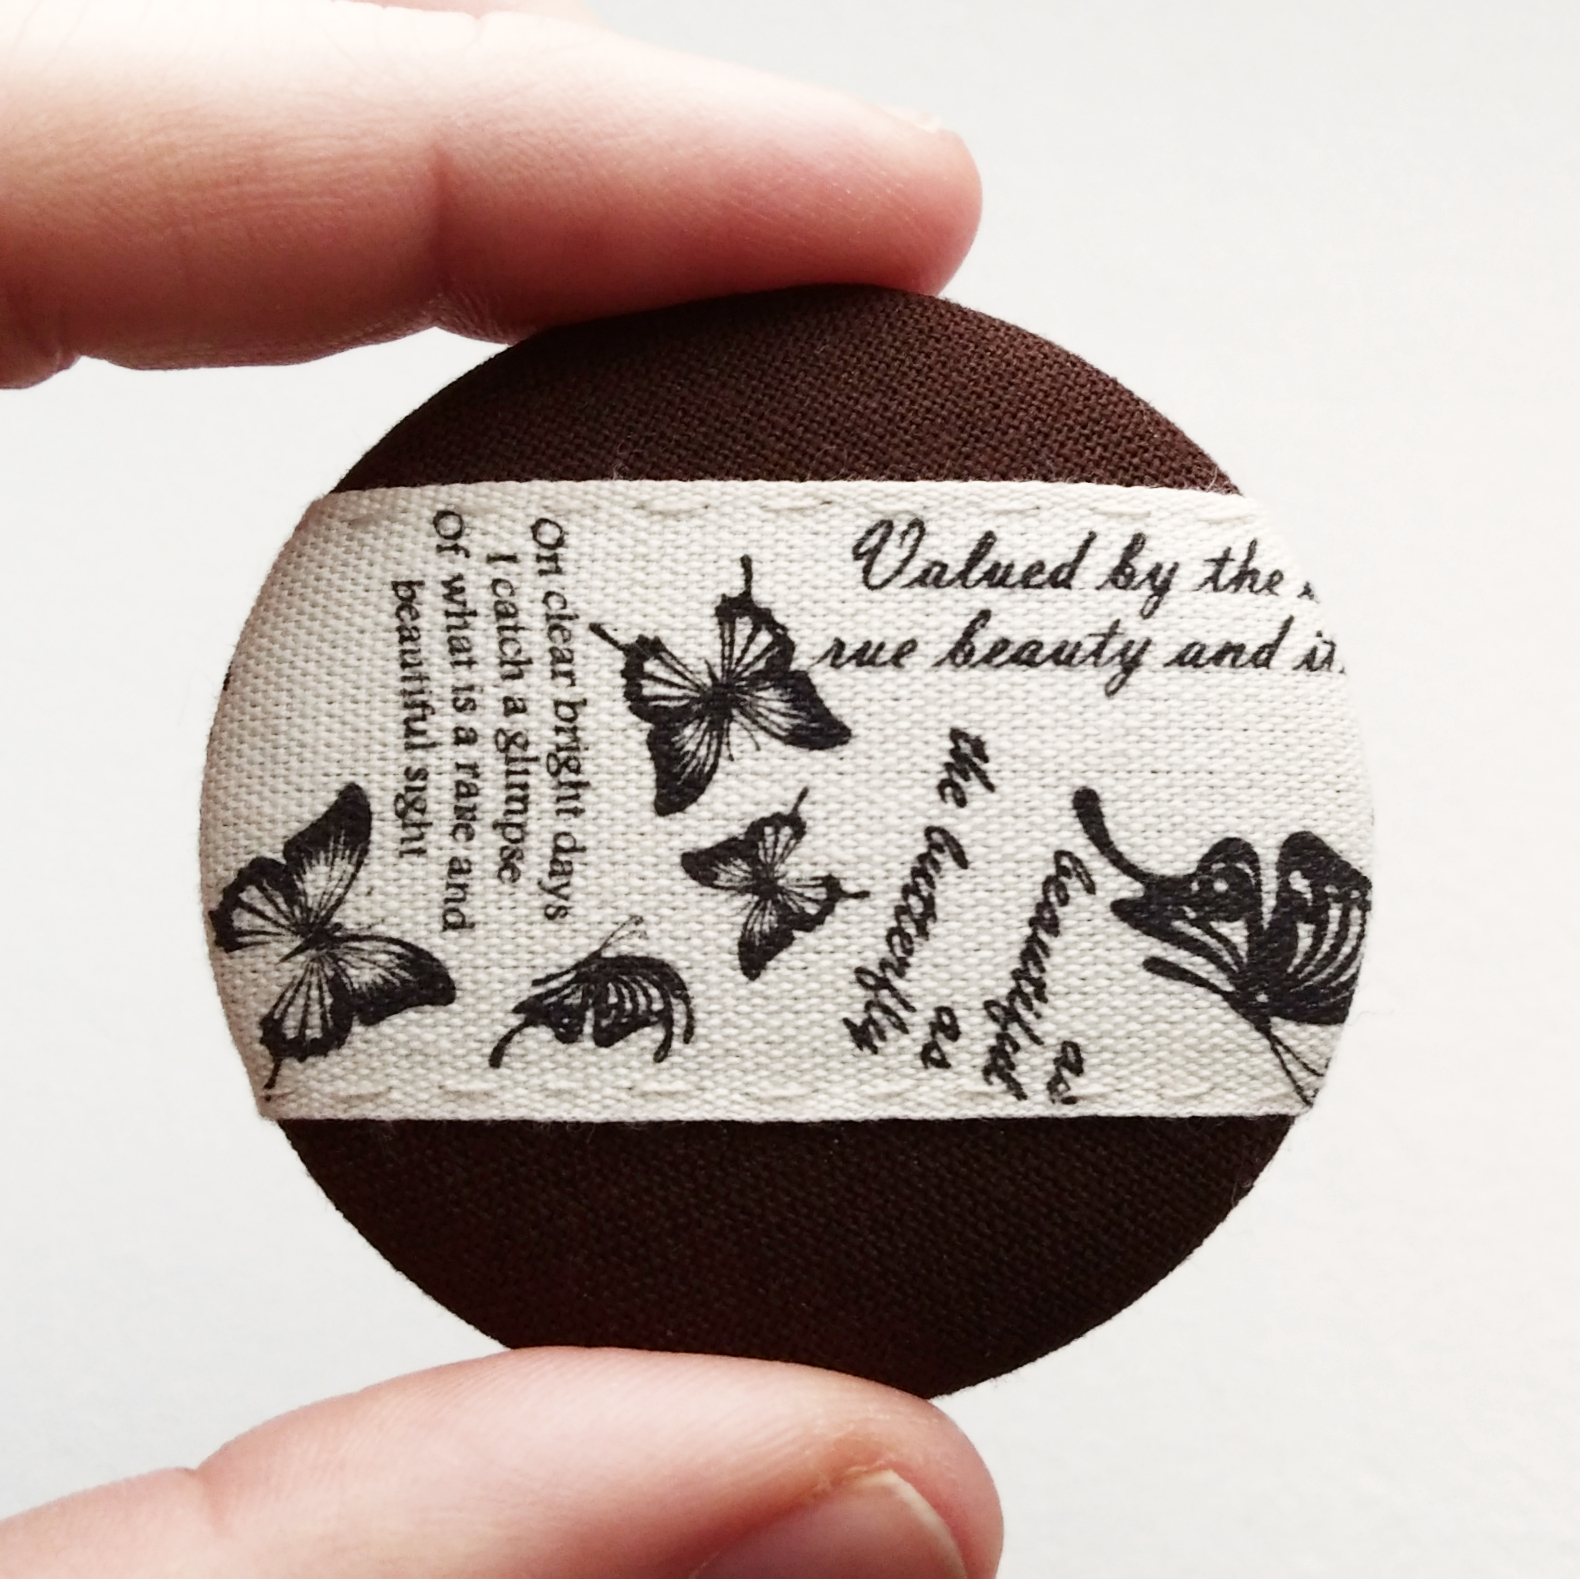 Valued by the
rue beauty and
On clear bright days
I catch a glimpse
Of what is a rare and
beautiful sight
as
beautiful
as
the butterfly